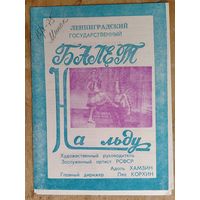 ЛЕНИНГРАДСКИЙ
ГОСУДАРСТВЕННЫЙ
БАЛЕТ
На льду
Художественный руководитель
Заслуженный артист РСФСР
Адоль ХАМЗИН
Главный дирижер Лео КОРХИН